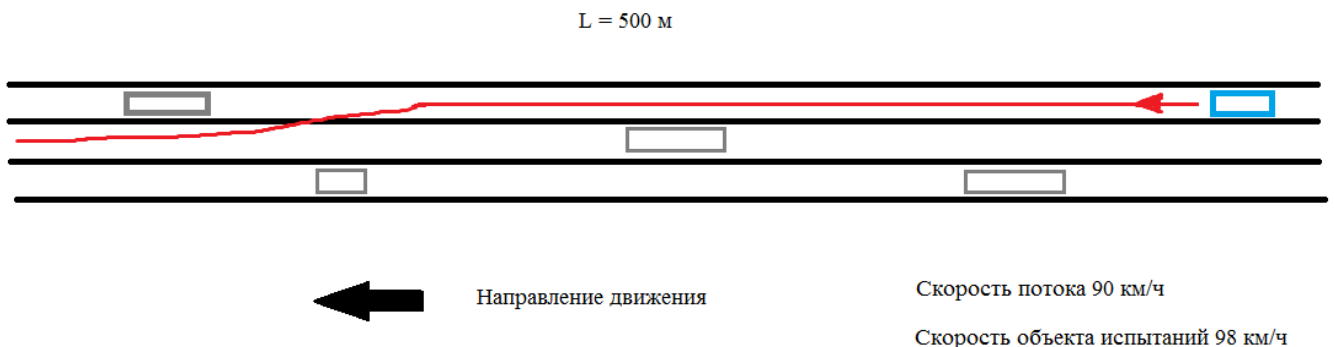 L = 500 м
Направление движения
Скорость потока 90 км/ч
Скорость объекта испытаний 98 км/ч